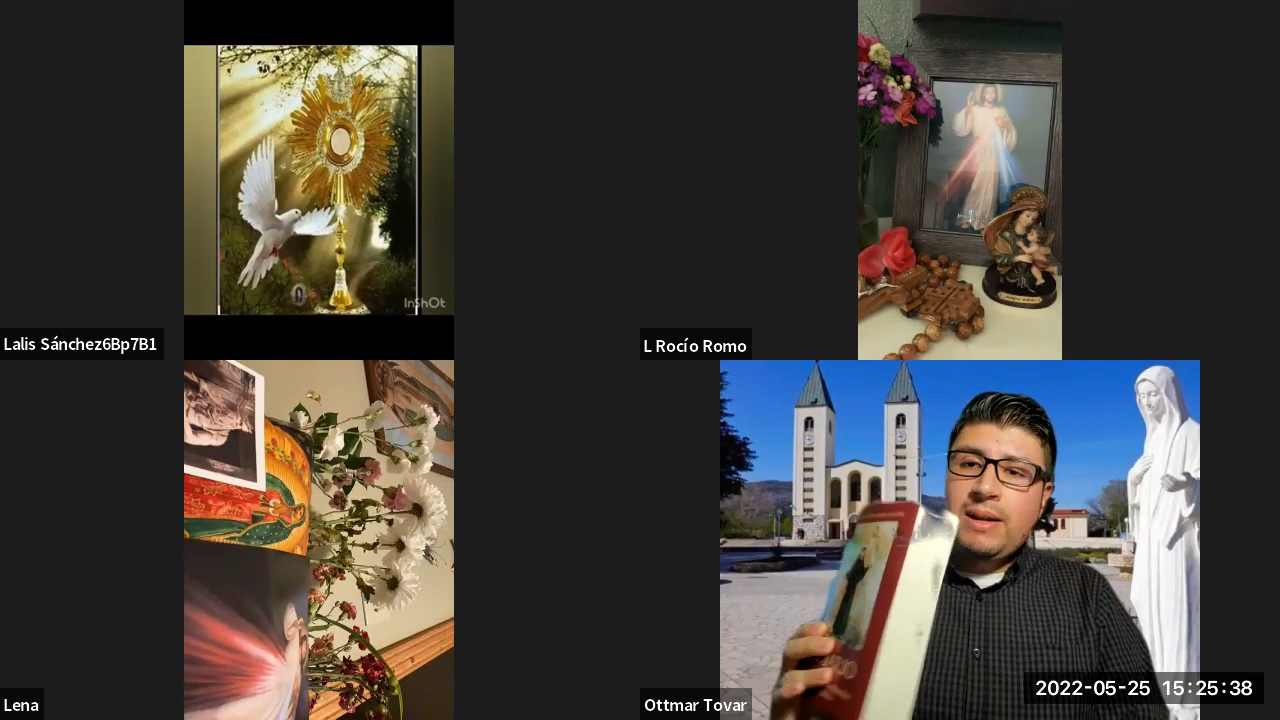 InShOt
Lalis Sánchez6Bp7B1
L Rocío Romo
Lena
Ottmar Tovar
2022-05-25 15:25:38